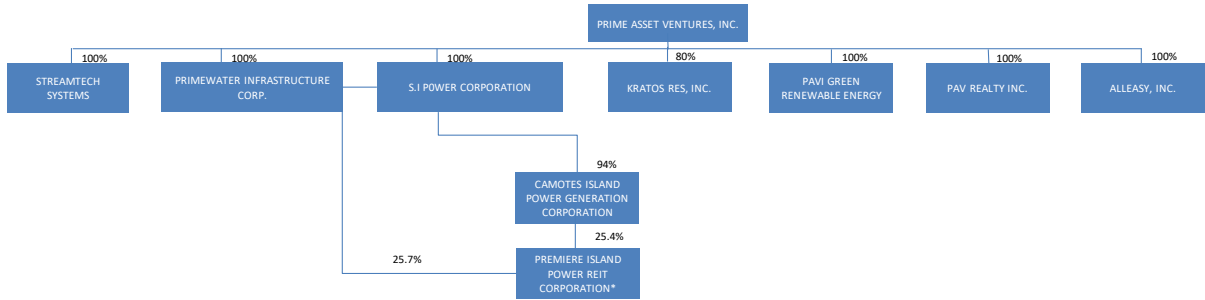 PRIME ASSET VENTURES, INC.
100%
100%
100%
80%
100%
100%
100%
STREAMTECH
SYSTEMS
PRIMEWATER INFRASTRUCTURE
CORP.
S.I P0WER CORPORATION
KRATOS RES, INC.
PAVI GREEN
RENEWABLE ENERGY
PAV REALTY INC.
ALLEASY, INC.
94%
CAMOTES ISLAND
POWER GENERATION
CORPORATION
25.4%
25.7%
PREMIERE ISLAND
POWER REIT
CORPORATION*